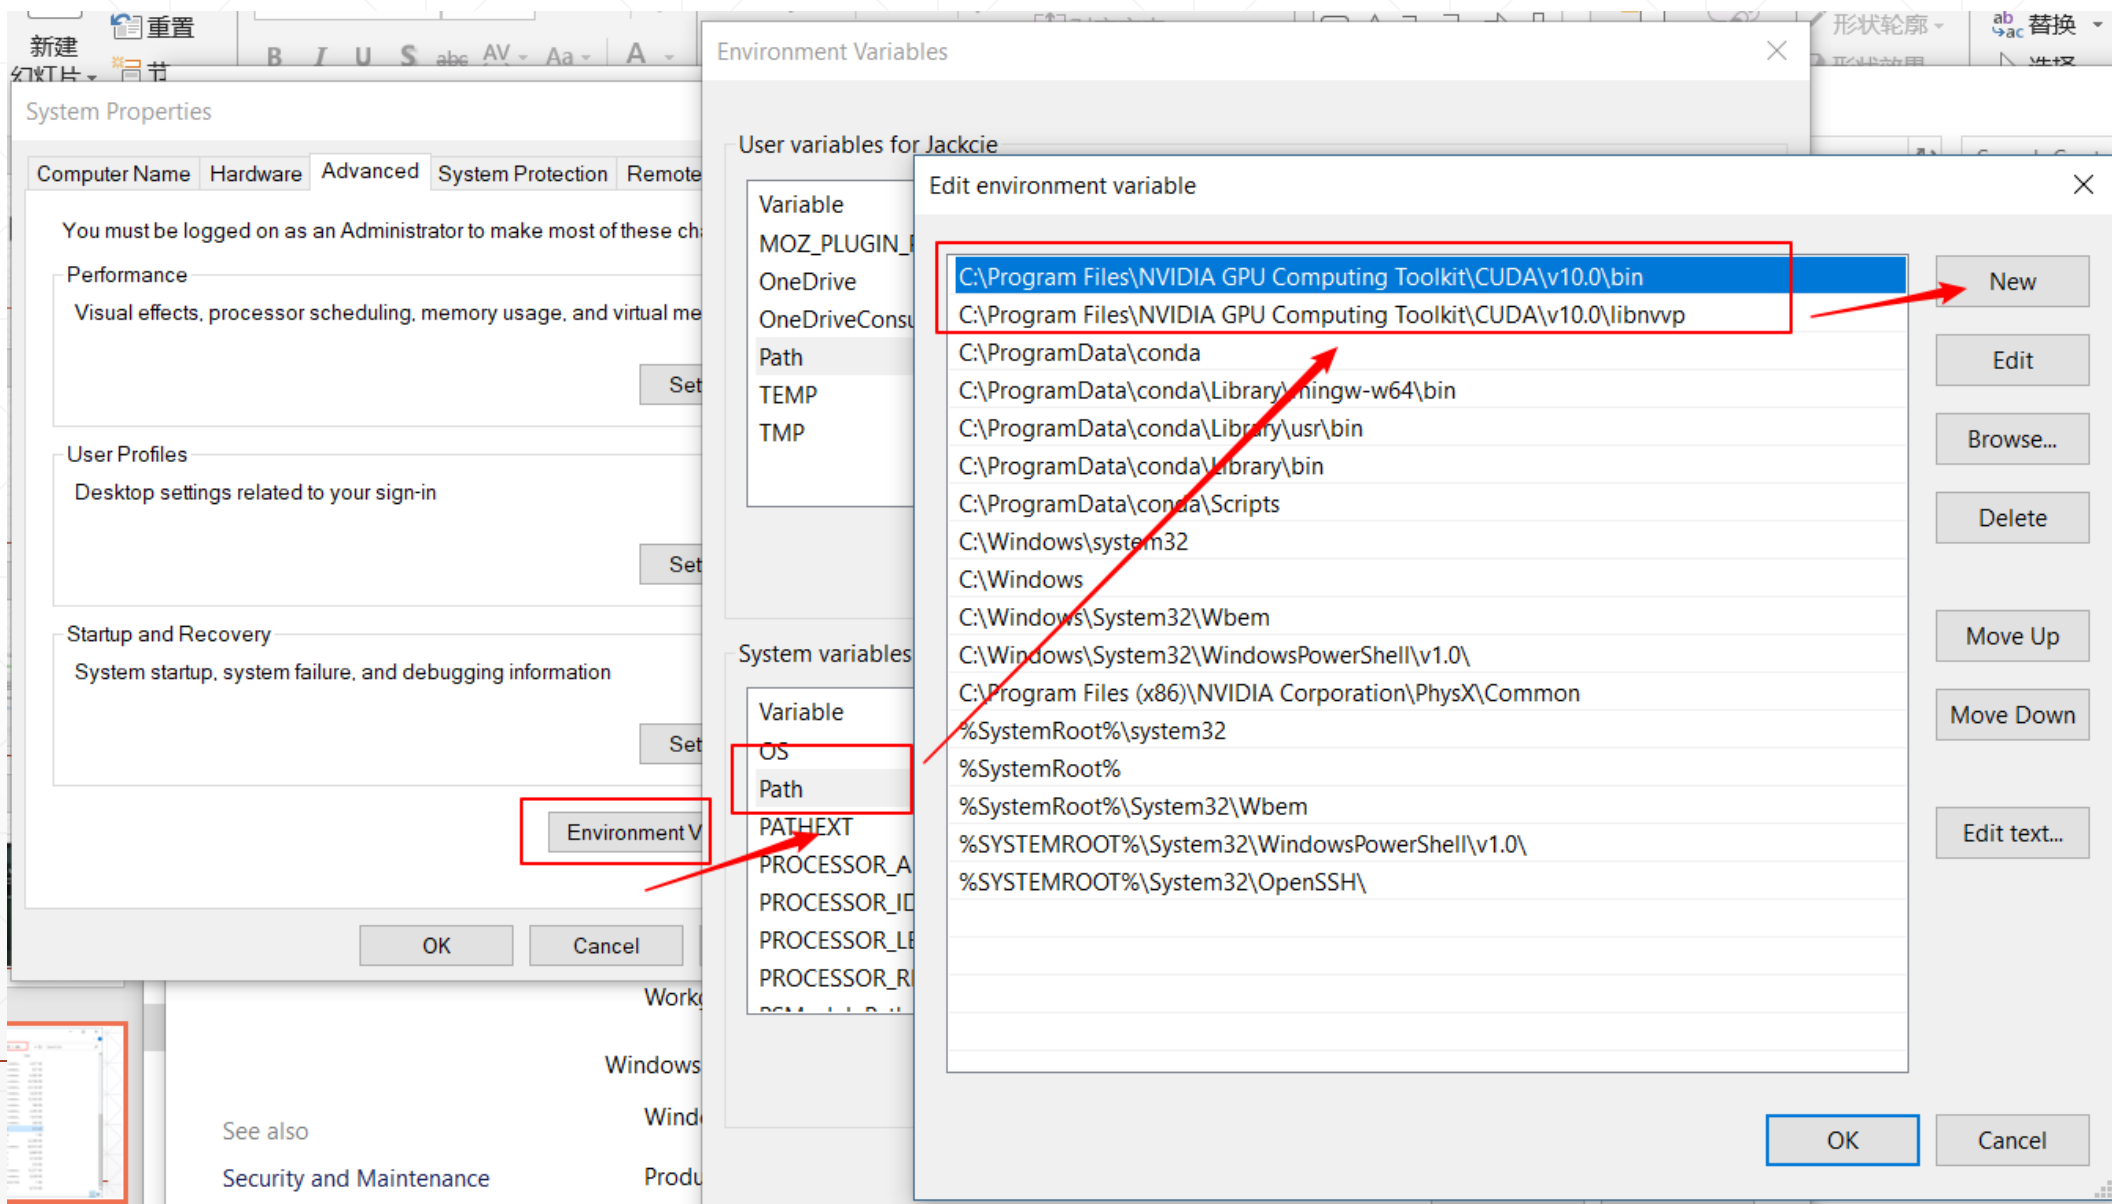 重置
新建
幻灯片
节
B I U S abc AV Aa A
形状轮廓
替换
Environment Variables
System Properties
Computer Name Hardware Advanced System Protection Remote
You must be logged on as an Administrator to make most of these ch
Performance
Visual effects, processor scheduling, memory usage, and virtual me
Set
User Profiles
Desktop settings related to your sign-in
Set
Startup and Recovery
System startup, system failure, and debugging information
Set
Environment V
OK Cancel
User variables for Jackcie
Variable
MOZ_PLUGIN_
OneDrive
OneDriveConsu
Path
TEMP
TMP
System variables
Variable
OS
Path
PATHEXT
PROCESSOR_A
PROCESSOR_ID
PROCESSOR_LE
PROCESSOR_RE
Edit environment variable
C:\Program Files\NVIDIA GPU Computing Toolkit\CUDA\v10.0\bin
C:\Program Files\NVIDIA GPU Computing Toolkit\CUDA\v10.0\libnvvp
C:\ProgramData\conda
C:\ProgramData\conda\Library\mingw-w64\bin
C:\ProgramData\conda\Library\usr\bin
C:\ProgramData\conda\Library\bin
C:\ProgramData\conda\Scripts
C:\Windows\system32
C:\Windows
C:\Windows\System32\Wbem
C:\Windows\System32\WindowsPowerShell\v1.0\
C:\Program Files (x86)\NVIDIA Corporation\PhysX\Common
%SystemRoot%\system32
%SystemRoot%
%SystemRoot%\System32\Wbem
%SYSTEMROOT%\System32\WindowsPowerShell\v1.0\
%SYSTEMROOT%\System32\OpenSSH\
New
Edit
Browse...
Delete
Move Up
Move Down
Edit text...
OK Cancel
Work
Windows
Wind
See also
Security and Maintenance
Produ